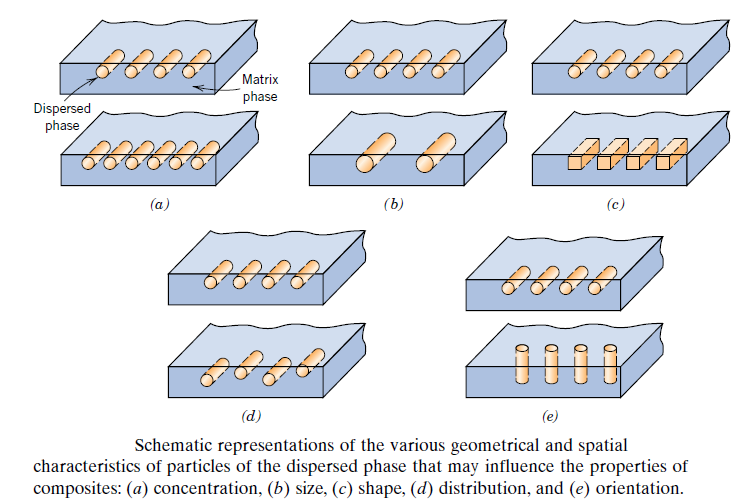 Matrix
phase
Dispersed
phase
(a)
(b)
(c)
(d)
(e)
Schematic representations of the various geometrical and spatial
characteristics of particles of the dispersed phase that may influence the properties of
composites: (a) concentration, (b) size, (c) shape, (d) distribution, and (e) orientation.